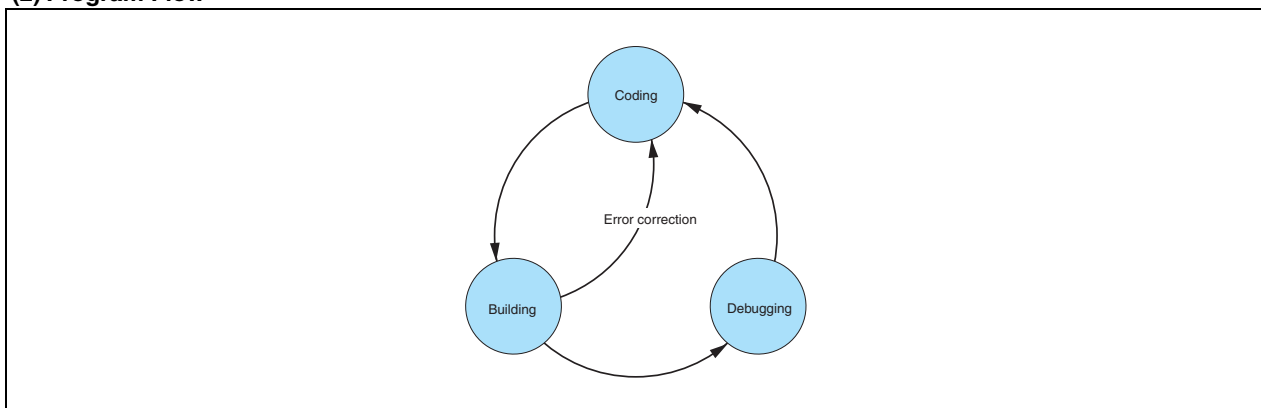 (2) Program Flow
Coding
Error correction
Building
Debugging